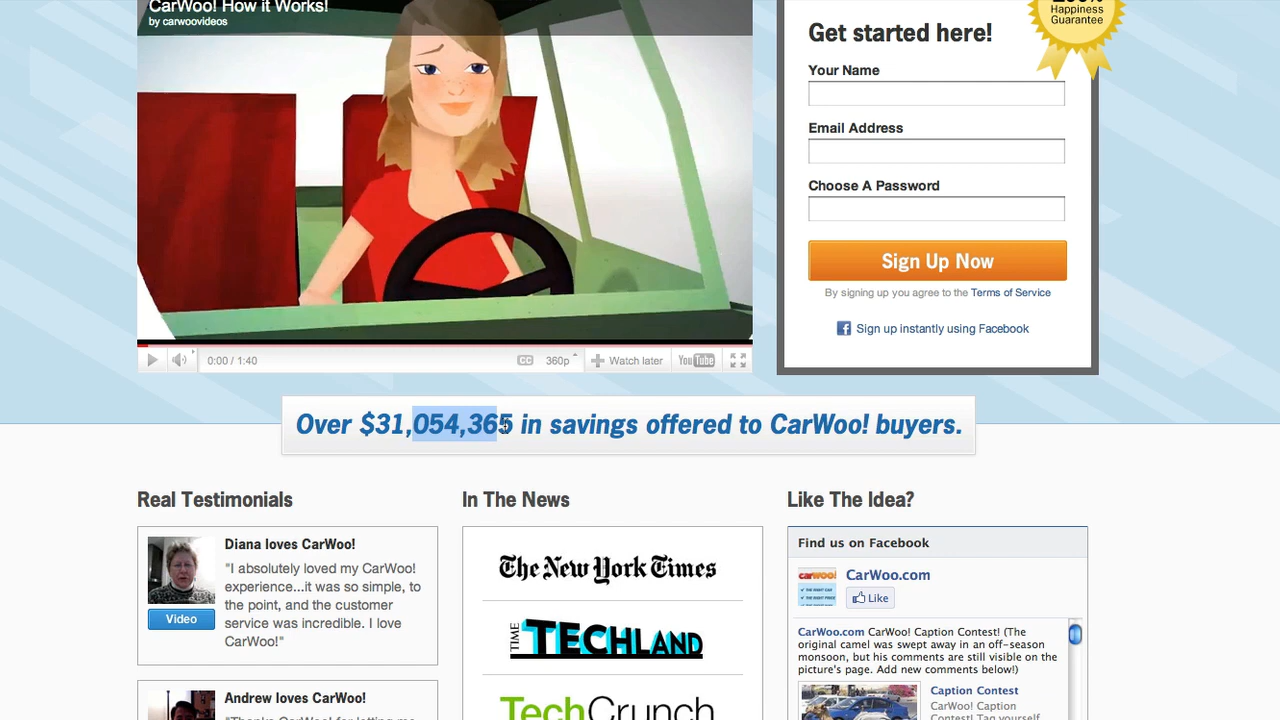 CarWoo! How it Works!
by carwoovideos
0:00 / 1:40
CC
360p
Watch later
YouTube
Happiness
Guarantee
Get started here!
Your Name
Email Address
Choose A Password
Sign Up Now
By signing up you agree to the Terms of Service
Sign up instantly using Facebook
Over $31,054,365 in savings offered to CarWoo! buyers.
Real Testimonials
Diana loves CarWoo!
"I absolutely loved my CarWoo!
experience...it was so simple, to
the point, and the customer
service was incredible. I love
CarWoo!"
Video
Andrew loves CarWoo!
In The News
The New York Times
TIME TECHLAND
TechCrunch
Like The Idea?
Find us on Facebook
carwoo!
CarWoo.com
Like
CarWoo.com CarWoo! Caption Contest! (The
original camel was swept away in an off-season
monsoon, but his comments are still visible on the
picture's page. Add new comments below!)
Caption Contest
CarWoo! Caption
Contest! Tag yourself